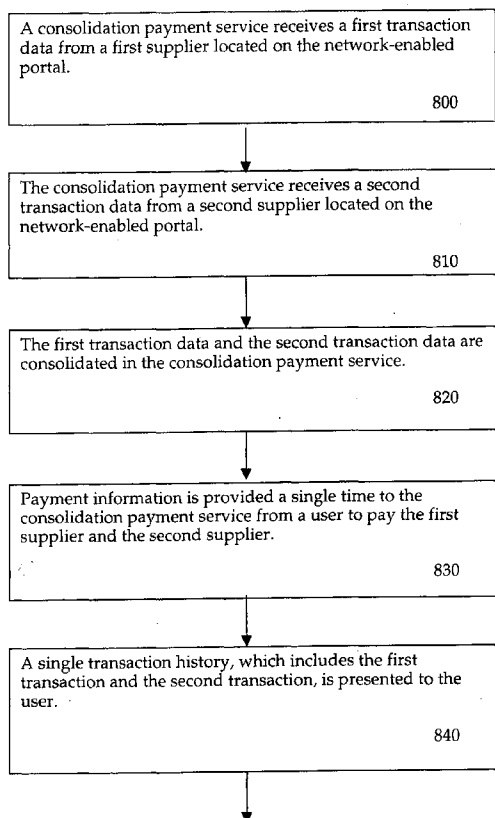 A consolidation payment service receives a first transaction
data from a first supplier located on the network-enabled
portal.
800
The consolidation payment service receives a second
transaction data from a second supplier located on the
network-enabled portal.
810
The first transaction data and the second transaction data are
consolidated in the consolidation payment service.
820
Payment information is provided a single time to the
consolidation payment service from a user to pay the first
supplier and the second supplier.
830
A single transaction history, which includes the first
transaction and the second transaction, is presented to the
user.
840